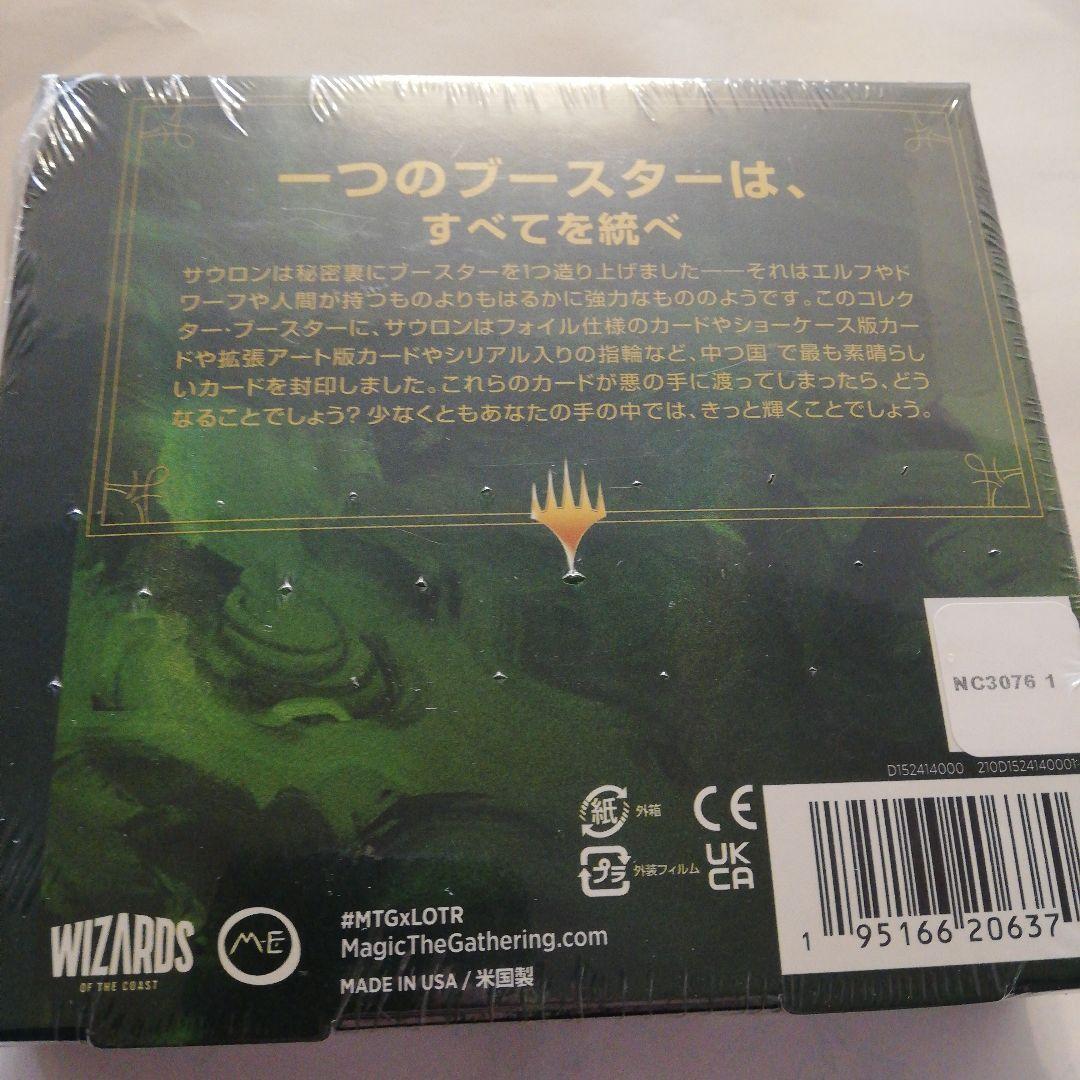 一つのブースターは、
すべてを統べ
サウロンは秘密裏にブースターを1つ造り上げました――それはエルフやド
ワーフや人間が持つものよりもはるかに強力なもののようです。このコレク
ター・ブースターに、サウロンはフォイル仕様のカードやショーケース版カー
ドや拡張アート版カードやシリアル入りの指輪など、中つ国 で最も素晴らし
いカードを封印しました。これらのカードが悪の手に渡ってしまったら、どう
なることでしょう?少なくともあなたの手の中では、きっと輝くことでしょう。
NC3076 1
D152414000 210D1524140001
紙 外箱
CE
プラ 外装フィルム
UK
CA
1 95166 20637
WIZARDS
OF THE COAST
M-E
#MTGxLOTR
MagicTheGathering.com
MADE IN USA / 米国製